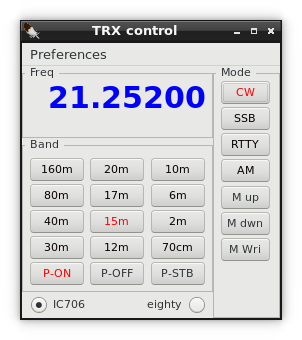 TRX control
Preferences
Freq
21.25200
Band
160m 20m 10m
80m 17m 6m
40m 15m 2m
30m 12m 70cm
P-ON P-OFF P-STB
IC706 eighty
Mode
CW
SSB
RTTY
AM
M up
M dwn
M Wri